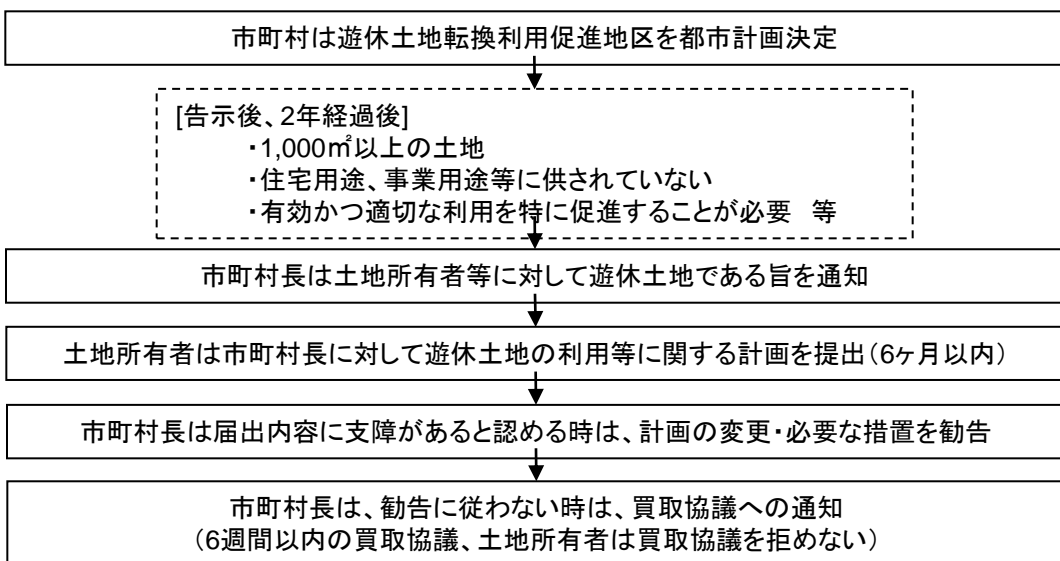 市町村は遊休土地転換利用促進地区を都市計画決定
[告示後、2年経過後]
・1,000㎡以上の土地
・住宅用途、事業用途等に供されていない
・有効かつ適切な利用を特に促進することが必要　等
市町村長は土地所有者等に対して遊休土地である旨を通知
土地所有者は市町村長に対して遊休土地の利用等に関する計画を提出（6ヶ月以内）
市町村長は届出内容に支障があると認める時は、計画の変更・必要な措置を勧告
市町村長は、勧告に従わない時は、買取協議への通知
（6週間以内の買取協議、土地所有者は買取協議を拒めない）